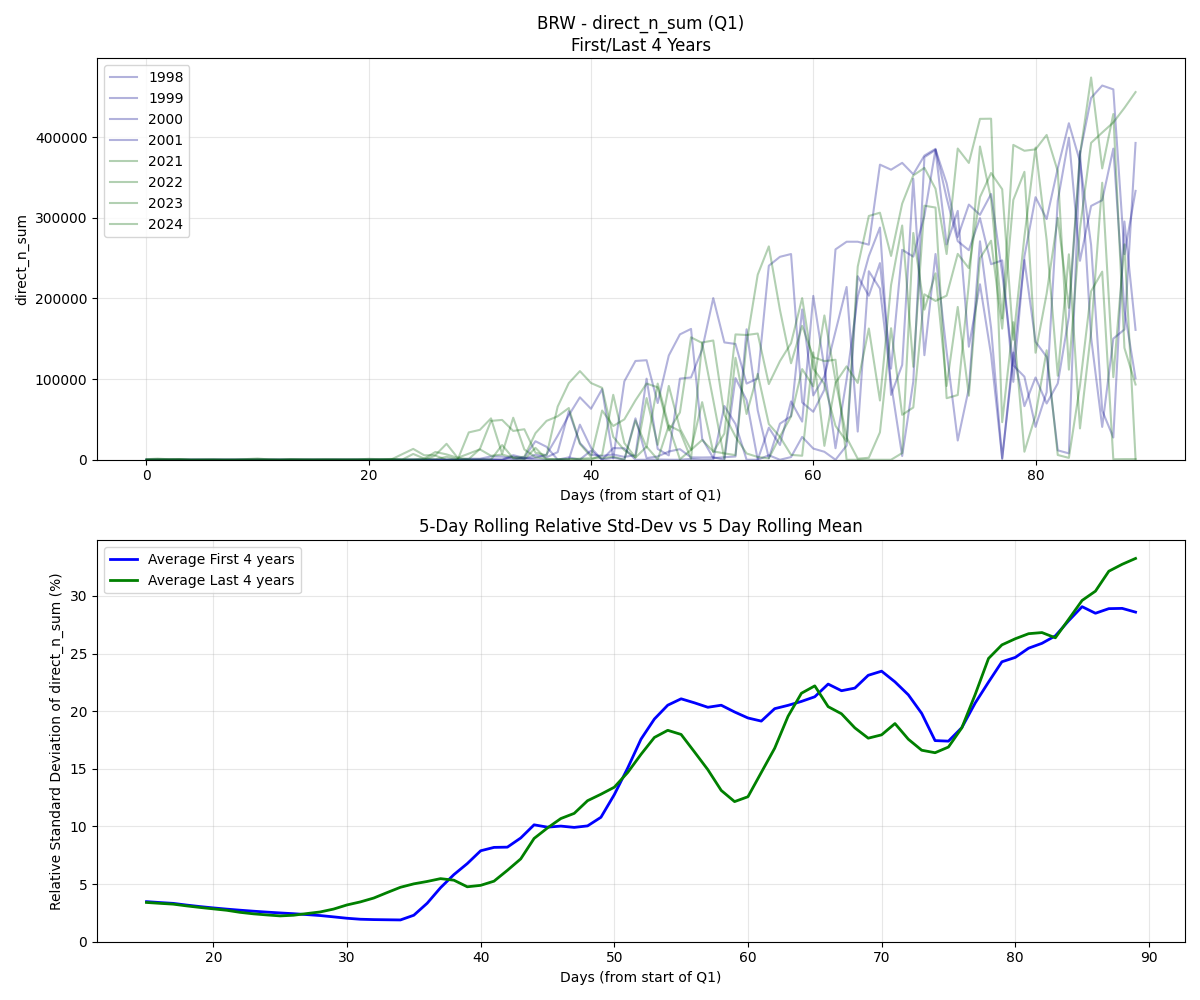 BRW - direct_n_sum (Q1)
First/Last 4 Years
direct_n_sum
400000
300000
200000
100000
0
1998
1999
2000
2001
2021
2022
2023
2024
0 20 40 60 80
Days (from start of Q1)
5-Day Rolling Relative Std-Dev vs 5 Day Rolling Mean
Relative Standard Deviation of direct_n_sum (%)
30
25
20
15
10
5
0
Average First 4 years
Average Last 4 years
20 30 40 50 60 70 80 90
Days (from start of Q1)